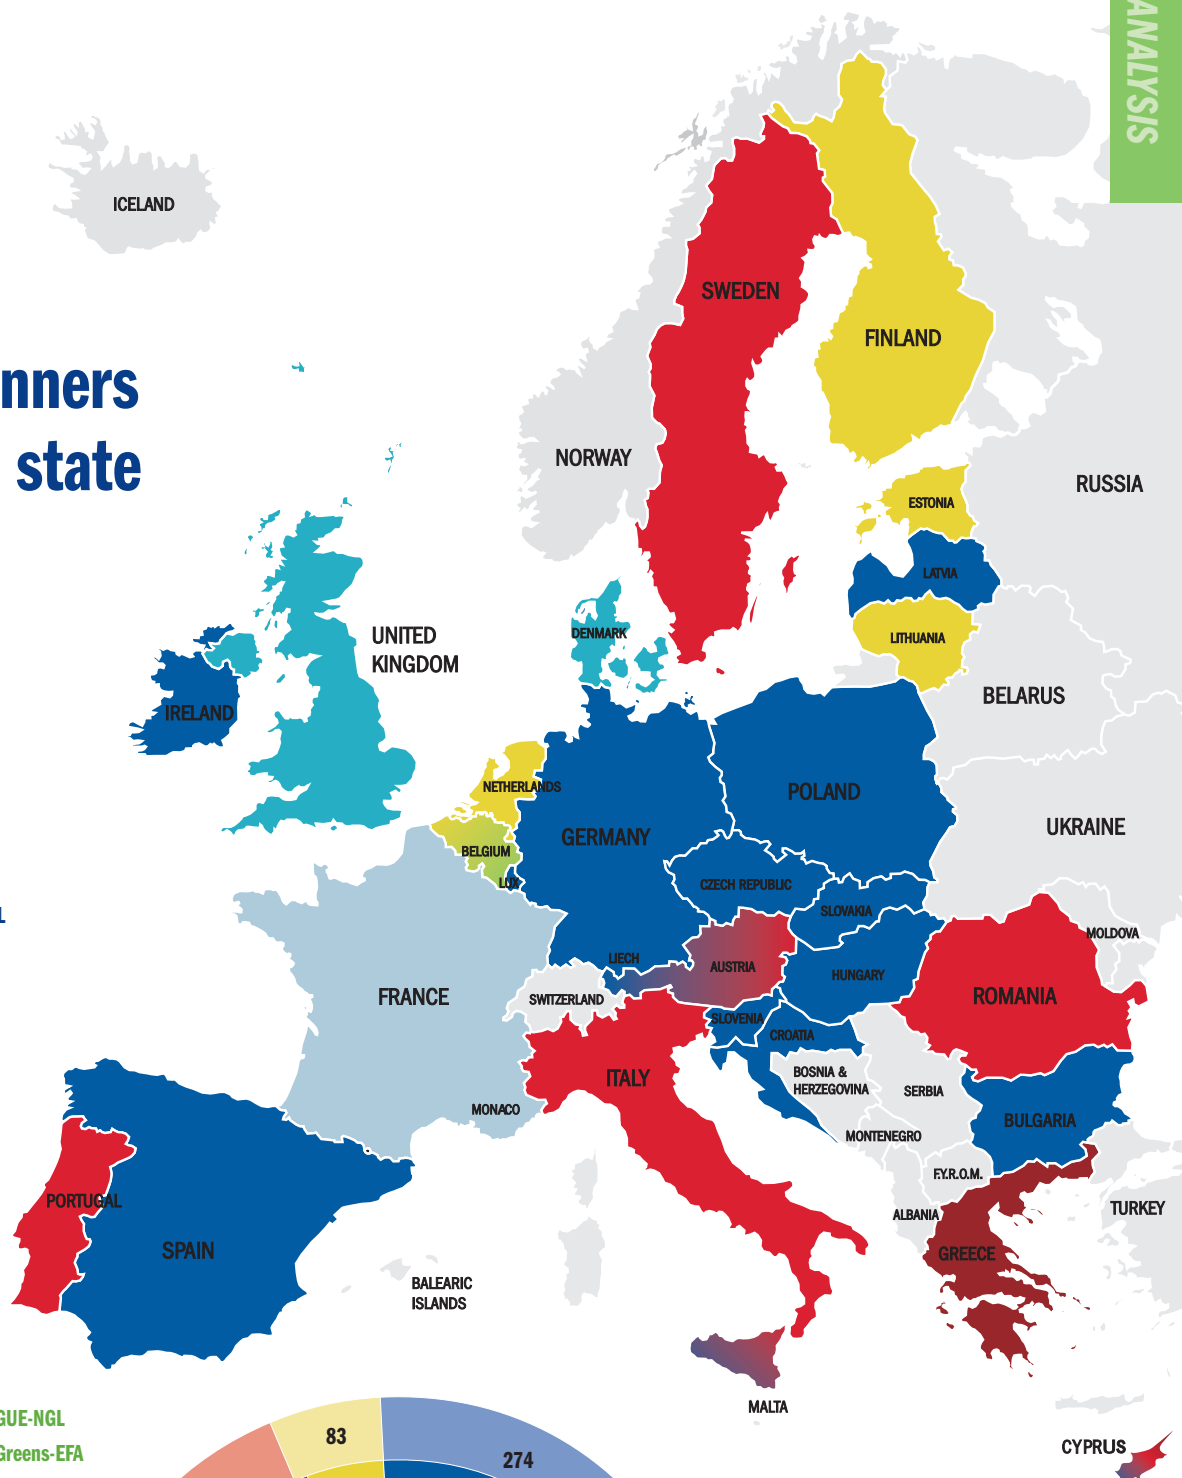 ANALYSIS
ICELAND
SWEDEN
FINLAND
nners
state
NORWAY
RUSSIA
ESTONIA
LATVIA
DENMARK
UNITED
KINGDOM
LITHUANIA
BELARUS
IRELAND
NETHERLANDS
POLAND
GERMANY
UKRAINE
BELGIUM
LUX
CZECH REPUBLIC
SLOVAKIA
L
MOLDOVA
LIECH
AUSTRIA
HUNGARY
FRANCE
SWITZERLAND
ROMANIA
SLOVENIA
CROATIA
ITALY
BOSNIA &
HERZEGOVINA
SERBIA
MONACO
BULGARIA
MONTENEGRO
F.Y.R.O.M.
PORTUGAL
ALBANIA
TURKEY
SPAIN
GREECE
BALEARIC
ISLANDS
MALTA
GUE-NGL
83
CYPRUS
Greens-EFA
274